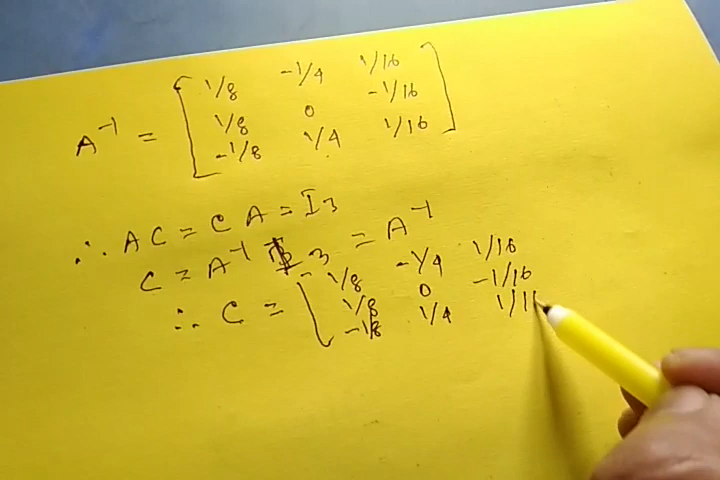 1/8 -1/4 1/16
A⁻¹ = 1/8 0 -1/16
-1/8 1/4 1/16
∴ AC = CA = I3
C = A⁻¹ I3 = A⁻¹
1/8 -1/4 1/16
∴ C = 1/8 0 -1/16
-1/8 1/4 1/1